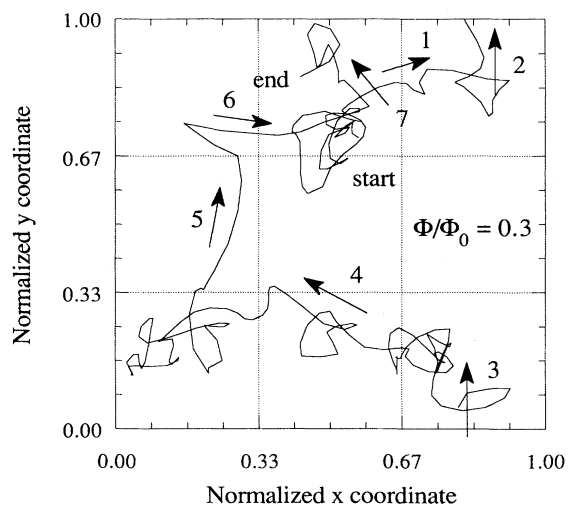 1.00
1
2
end
6
7
0.67
start
5
Φ/Φ0 = 0.3
4
0.33
3
0.00
0.00 0.33 0.67 1.00
Normalized x coordinate
Normalized y coordinate